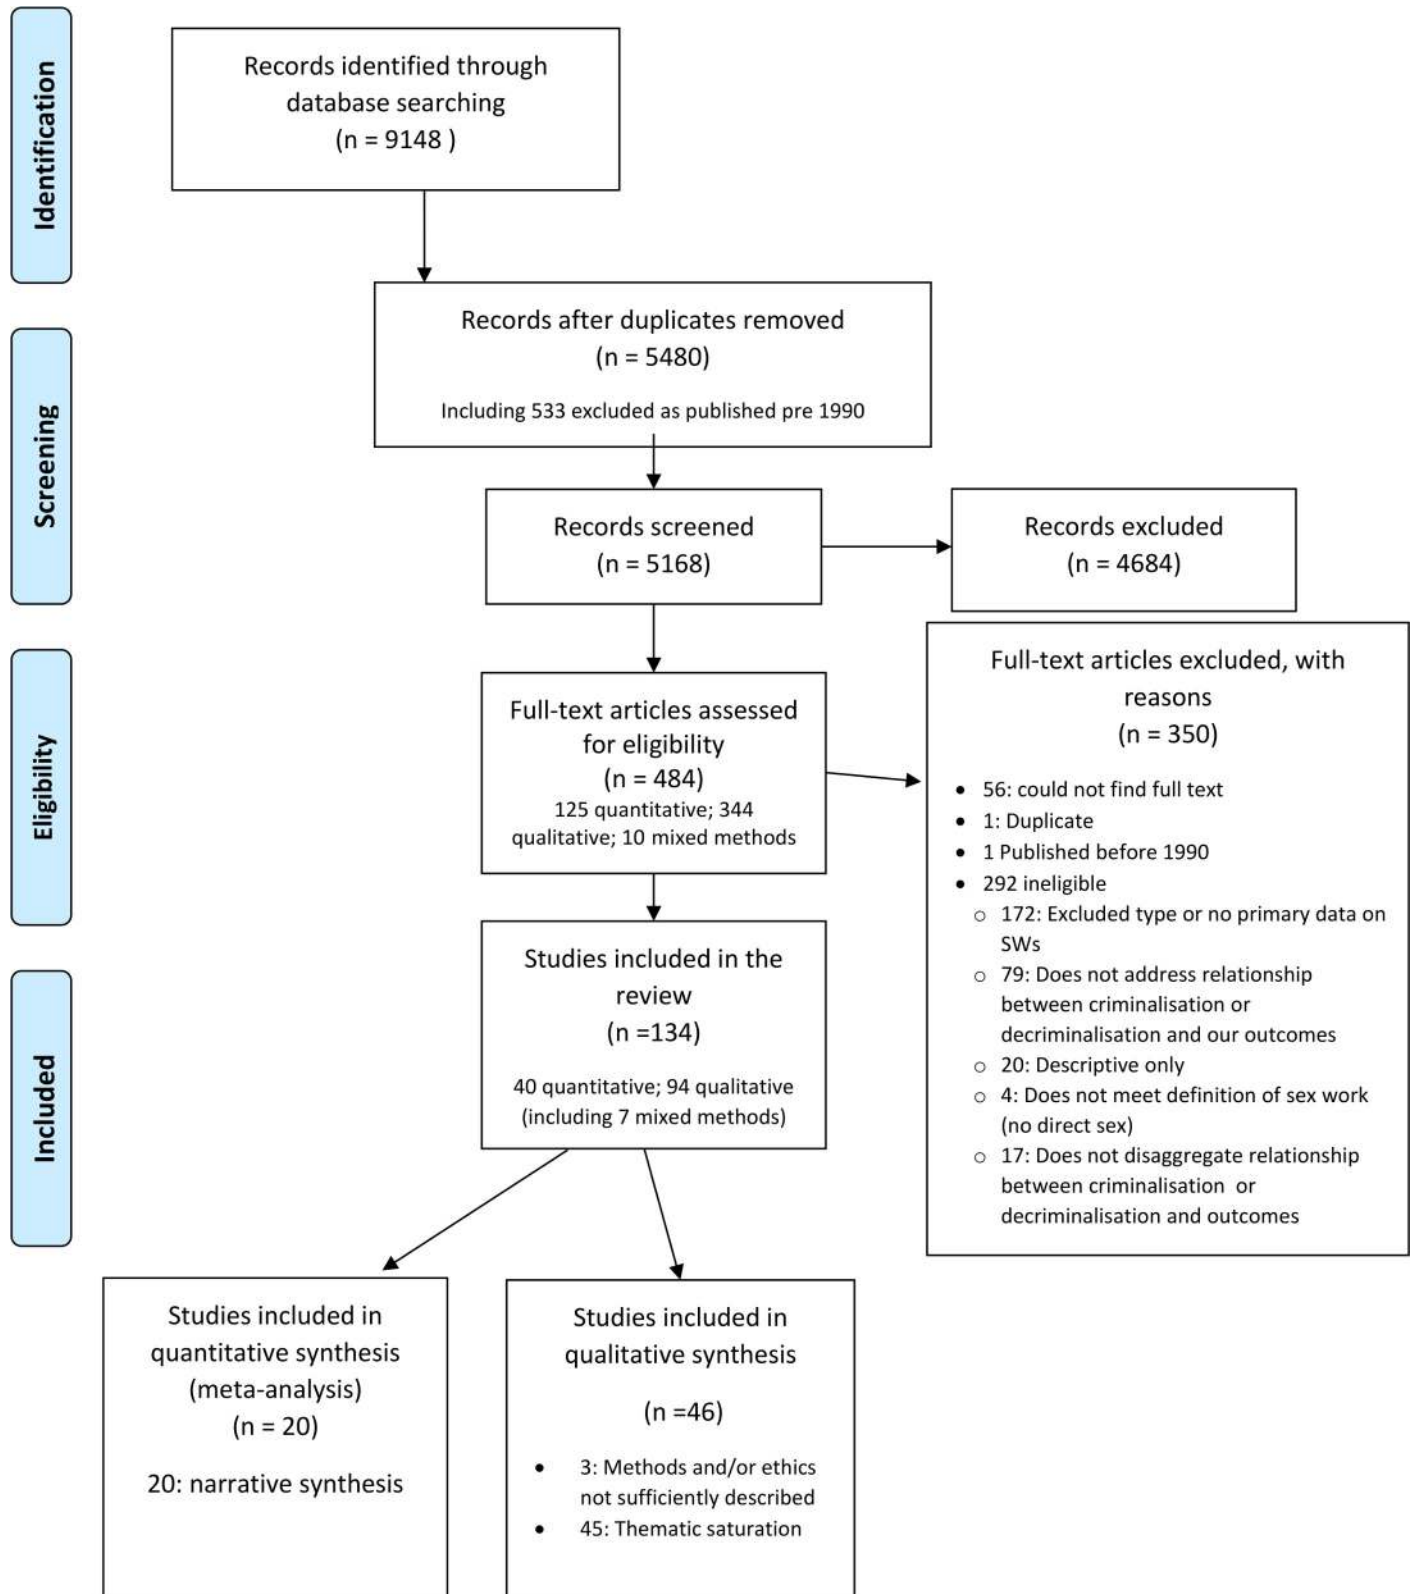 Identification
Records identified through
database searching
(n = 9148 )
Screening
Records after duplicates removed
(n = 5480)
Including 533 excluded as published pre 1990
Records screened
(n = 5168)
Records excluded
(n = 4684)
Eligibility
Full-text articles assessed
for eligibility
(n = 484)
125 quantitative; 344
qualitative; 10 mixed methods
Full-text articles excluded, with
reasons
(n = 350)
• 56: could not find full text
• 1: Duplicate
• 1 Published before 1990
• 292 ineligible
o 172: Excluded type or no primary data on
SWs
o 79: Does not address relationship
between criminalisation or
decriminalisation and our outcomes
o 20: Descriptive only
o 4: Does not meet definition of sex work
(no direct sex)
o 17: Does not disaggregate relationship
between criminalisation or
decriminalisation and outcomes
Included
Studies included in the
review
(n =134)
40 quantitative; 94 qualitative
(including 7 mixed methods)
Studies included in
quantitative synthesis
(meta-analysis)
(n = 20)
20: narrative synthesis
Studies included in
qualitative synthesis
(n =46)
• 3: Methods and/or ethics
not sufficiently described
• 45: Thematic saturation